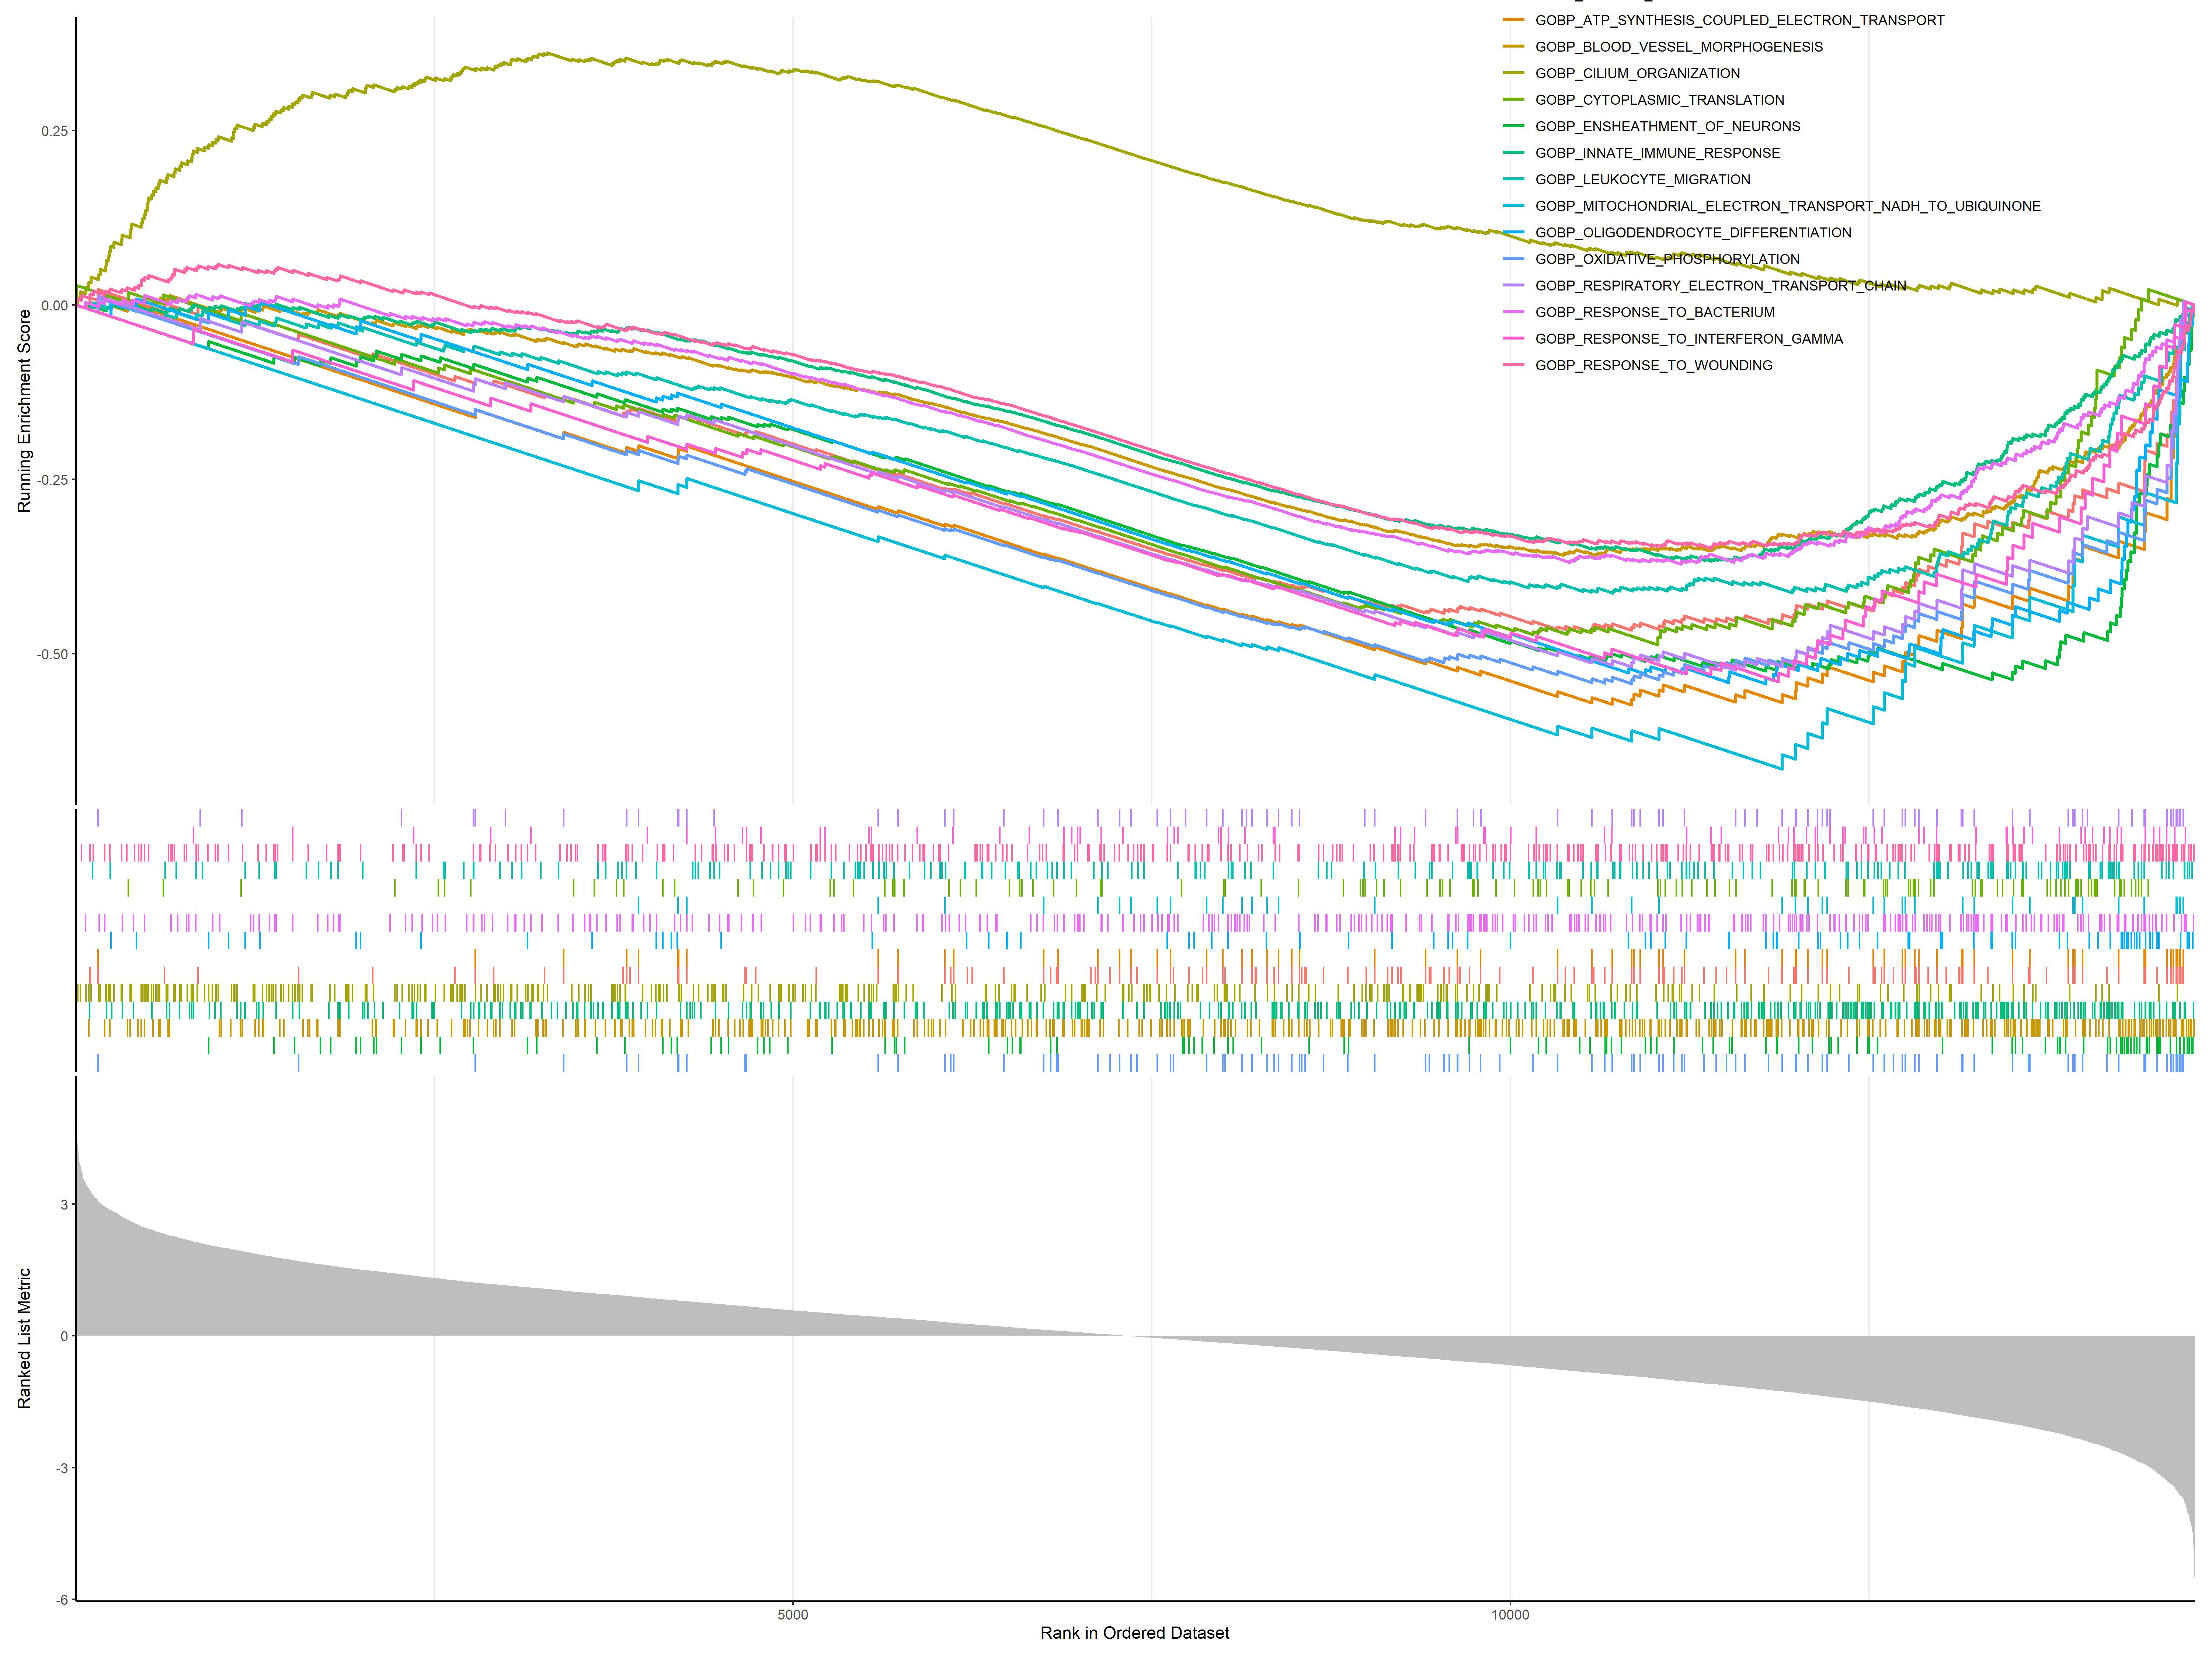 GOBP_ATP_SYNTHESIS_COUPLED_ELECTRON_TRANSPORT
GOBP_BLOOD_VESSEL_MORPHOGENESIS
GOBP_CILIUM_ORGANIZATION
GOBP_CYTOPLASMIC_TRANSLATION
GOBP_ENSHEATHMENT_OF_NEURONS
GOBP_INNATE_IMMUNE_RESPONSE
GOBP_LEUKOCYTE_MIGRATION
GOBP_MITOCHONDRIAL_ELECTRON_TRANSPORT_NADH_TO_UBIQUINONE
GOBP_OLIGODENDROCYTE_DIFFERENTIATION
GOBP_OXIDATIVE_PHOSPHORYLATION
GOBP_RESPIRATORY_ELECTRON_TRANSPORT_CHAIN
GOBP_RESPONSE_TO_BACTERIUM
GOBP_RESPONSE_TO_INTERFERON_GAMMA
GOBP_RESPONSE_TO_WOUNDING
Running Enrichment Score
0.25
0.00
-0.25
-0.50
Ranked List Metric
3
0
-3
-6
5000
10000
Rank in Ordered Dataset